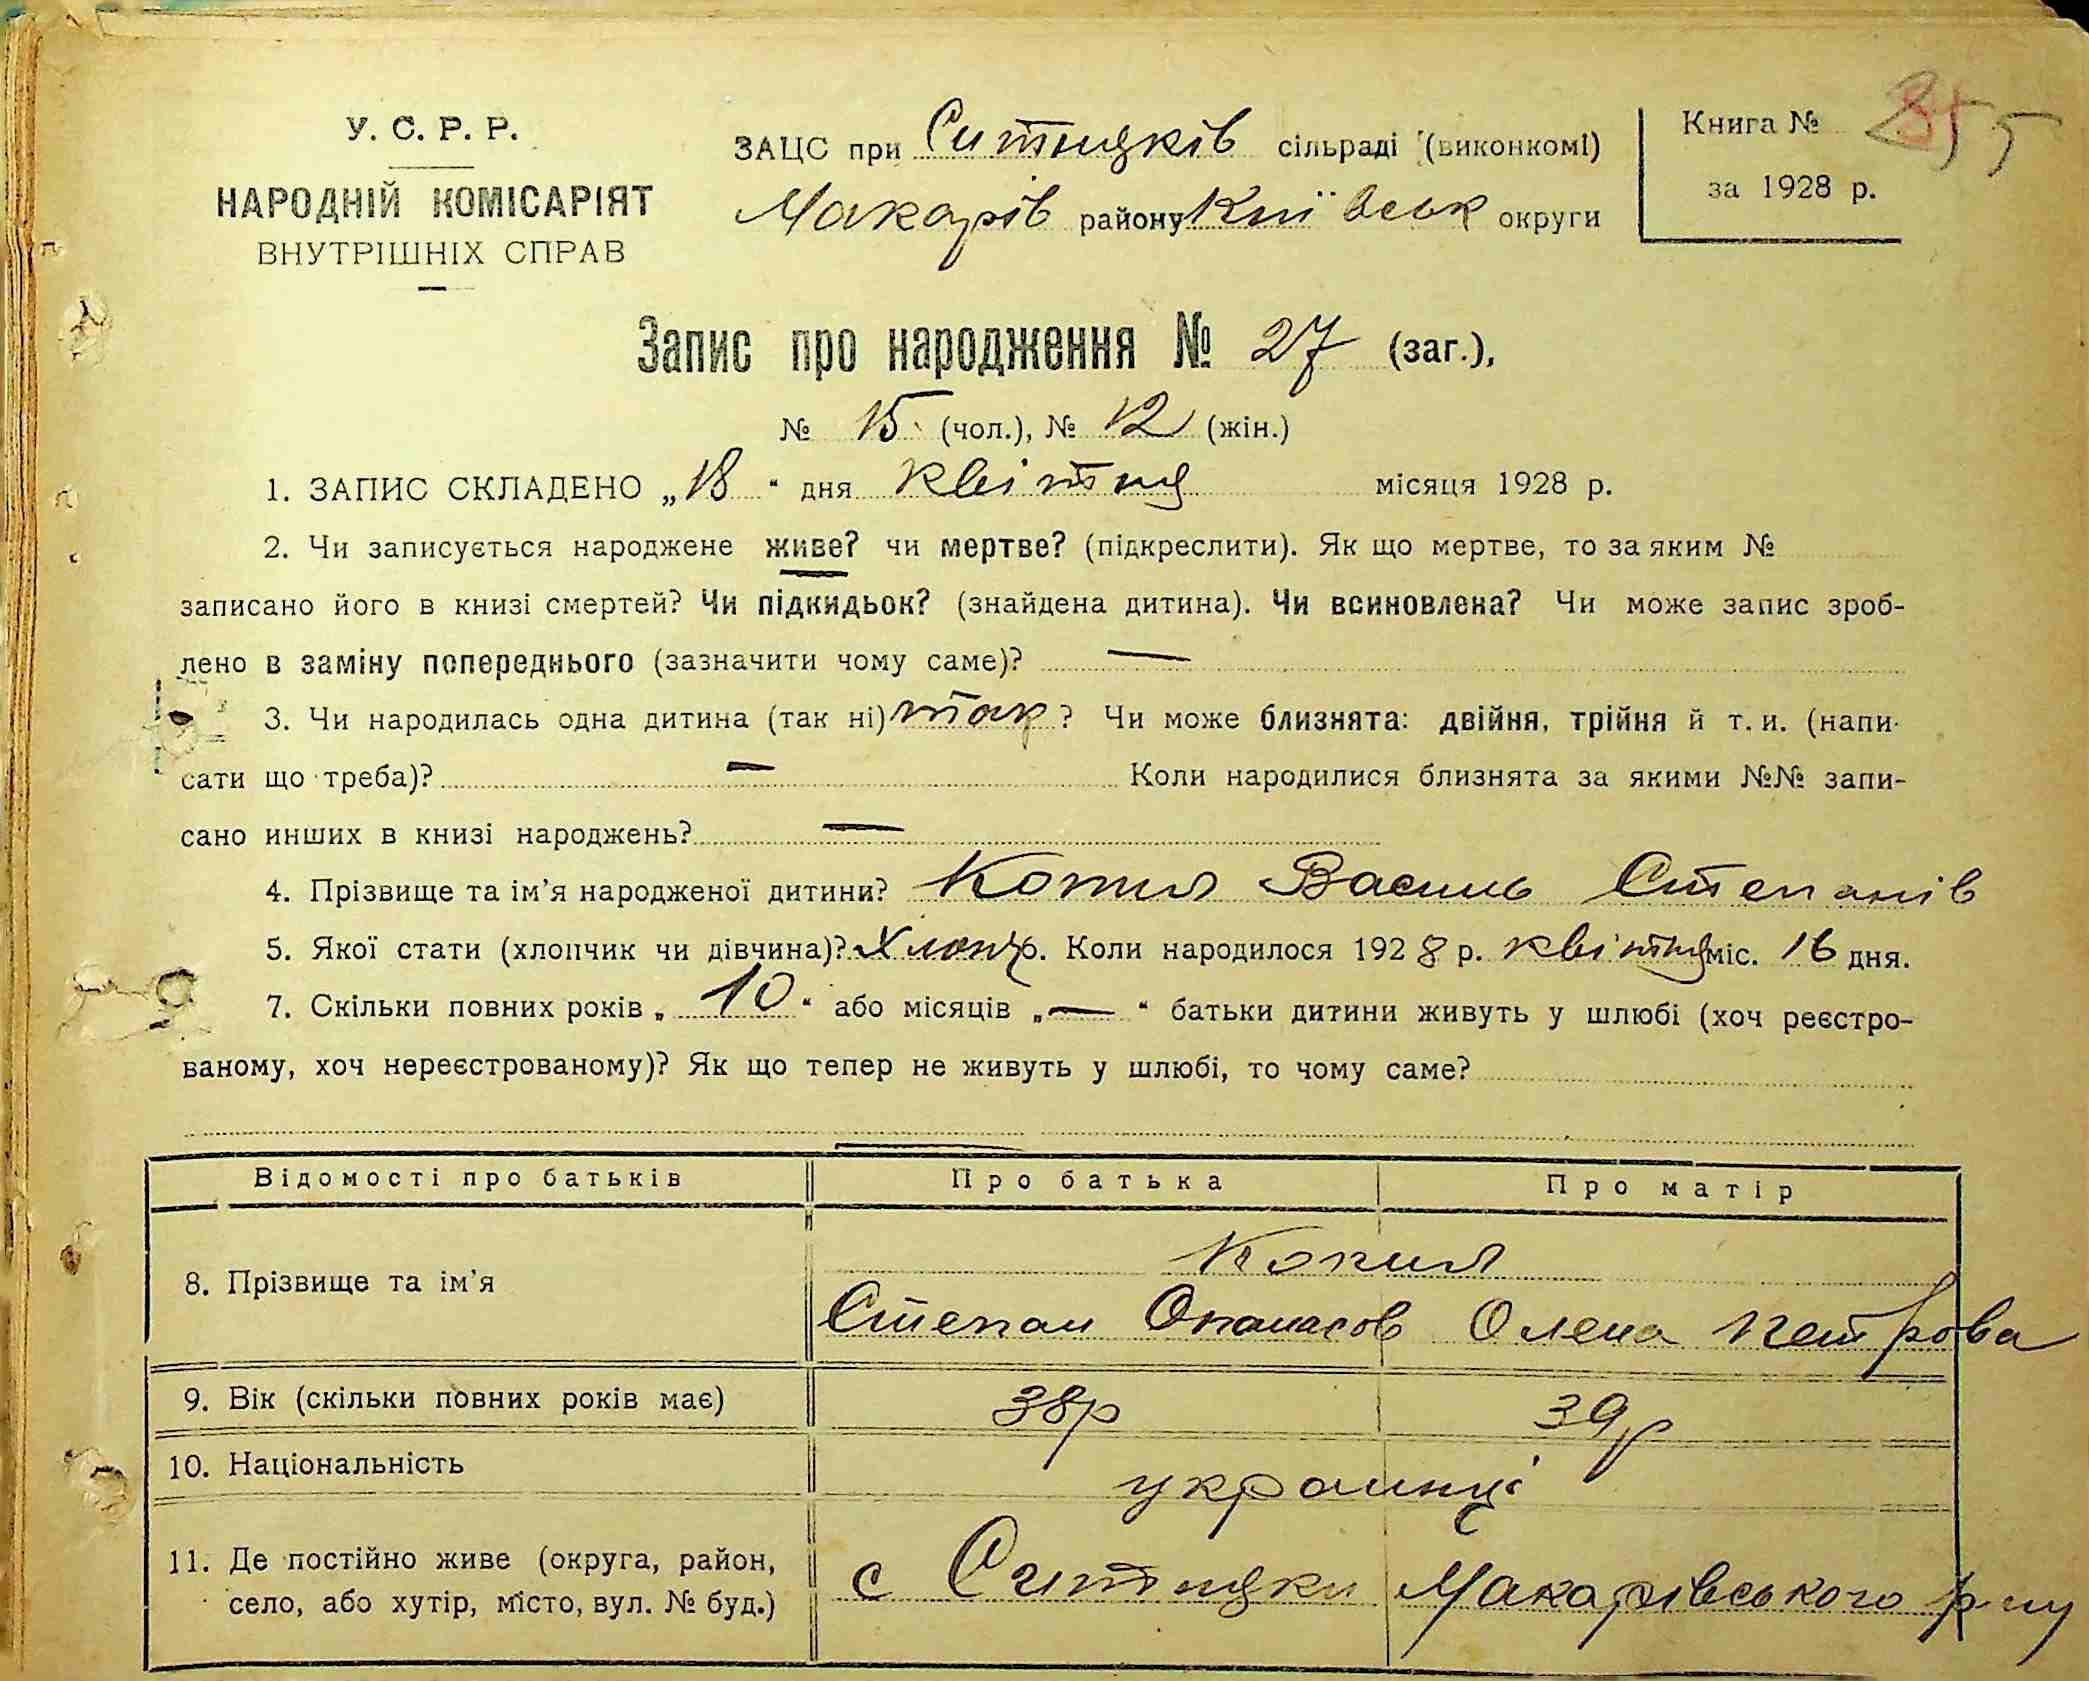 У. С. Р. Р.
НАРОДНІЙ КОМІСАРІЯТ
ВНУТРІШНІХ СПРАВ
ЗАЦС при Ситняків сільраді (виконкомі)
Макарів району Київськ округи
Книга №
за 1928 р.
Запис про народження № 27 (заг.),
№ 15 (чол.), № 12 (жін.)
1. ЗАПИС СКЛАДЕНО „18“ дня квітня місяця 1928 р.
2. Чи записується народжене живе? чи мертве? (підкреслити). Як що мертве, то за яким №
записано його в книзі смертей? Чи підкидьок? (знайдена дитина). Чи всиновлена? Чи може запис зроб-
лено в заміну попереднього (зазначити чому саме)? —
3. Чи народилась одна дитина (так ні) так? Чи може близнята: двійня, трійня й т. и. (напи-
сати що треба)? — Коли народилися близнята за якими №№ запи-
сано инших в книзі народжень? —
4. Прізвище та ім'я народженої дитини? Василь Степанів
5. Якої стати (хлопчик чи дівчина)? Хлопч. Коли народилося 1928 р. квітня міс. 16 дня.
7. Скільки повних років „10“ або місяців „—“ батьки дитини живуть у шлюбі (хоч реєстро-
ваному, хоч нереєстрованому)? Як що тепер не живуть у шлюбі, то чому саме?
—
Відомості про батьків Про батька Про матір
8. Прізвище та ім'я
Степан Опанасов Олена Петрова
9. Вік (скільки повних років має) 38р 39р
10. Національність українці
11. Де постійно живе (округа, район,
село, або хутір, місто, вул. № буд.) с Ситняки Макарівського р-ну